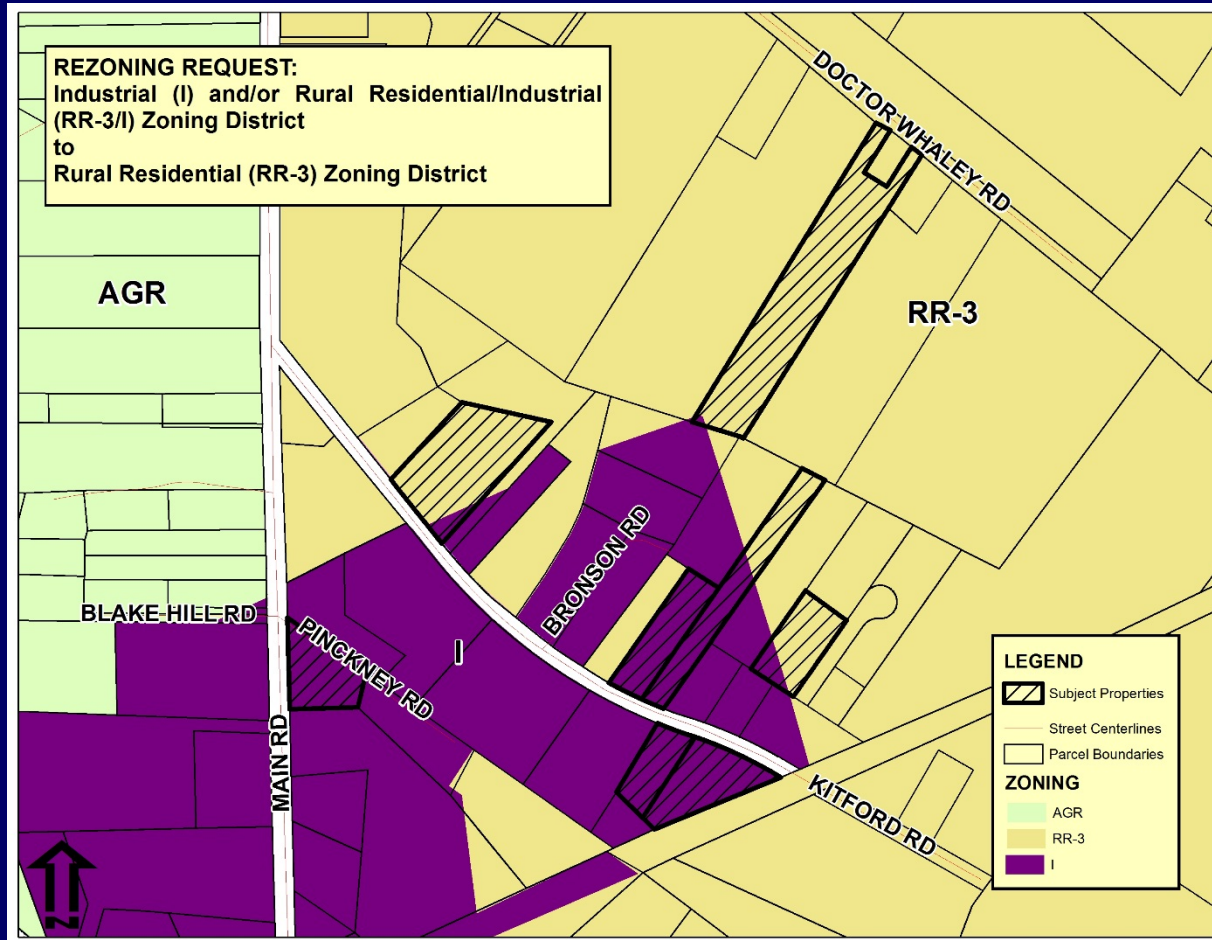 REZONING REQUEST:
Industrial (I) and/or Rural Residential/Industrial
(RR-3/I) Zoning District
to
Rural Residential (RR-3) Zoning District
DOCTOR WHALEY RD
AGR
RR-3
BRONSON RD
BLAKE HILL RD
PINCKNEY RD
I
MAIN RD
KITFORD RD
N
LEGEND
Subject Properties
Street Centerlines
Parcel Boundaries
ZONING
AGR
RR-3
I